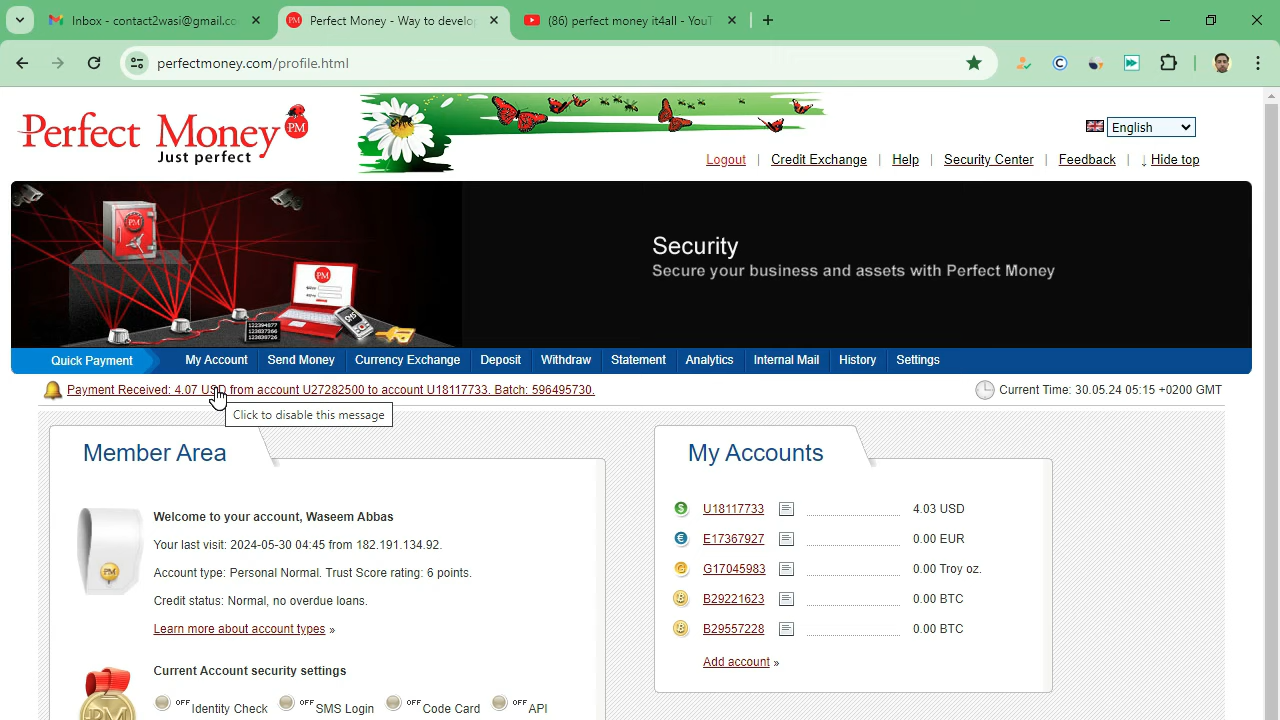 Inbox - contact2wasi@gmail.co
Perfect Money - Way to develo
(86) perfect money it4all - YouT
perfectmoney.com/profile.html
Perfect Money PM
Just perfect
English
Logout | Credit Exchange | Help | Security Center | Feedback | ↓ Hide top
Security
Secure your business and assets with Perfect Money
PM
PM
122394877
123837366
123838726
Quick Payment My Account Send Money Currency Exchange Deposit Withdraw Statement Analytics Internal Mail History Settings
Payment Received: 4.07 USD from account U27282500 to account U18117733. Batch: 596495730.
Current Time: 30.05.24 05:15 +0200 GMT
Click to disable this message
Member Area
Welcome to your account, Waseem Abbas
Your last visit: 2024-05-30 04:45 from 182.191.134.92.
Account type: Personal Normal. Trust Score rating: 6 points.
Credit status: Normal, no overdue loans.
Learn more about account types »
PM
Current Account security settings
OFF Identity Check OFF SMS Login OFF Code Card OFF API
PM
My Accounts
U18117733 4.03 USD
E17367927 0.00 EUR
G17045983 0.00 Troy oz.
B29221623 0.00 BTC
B29557228 0.00 BTC
Add account »